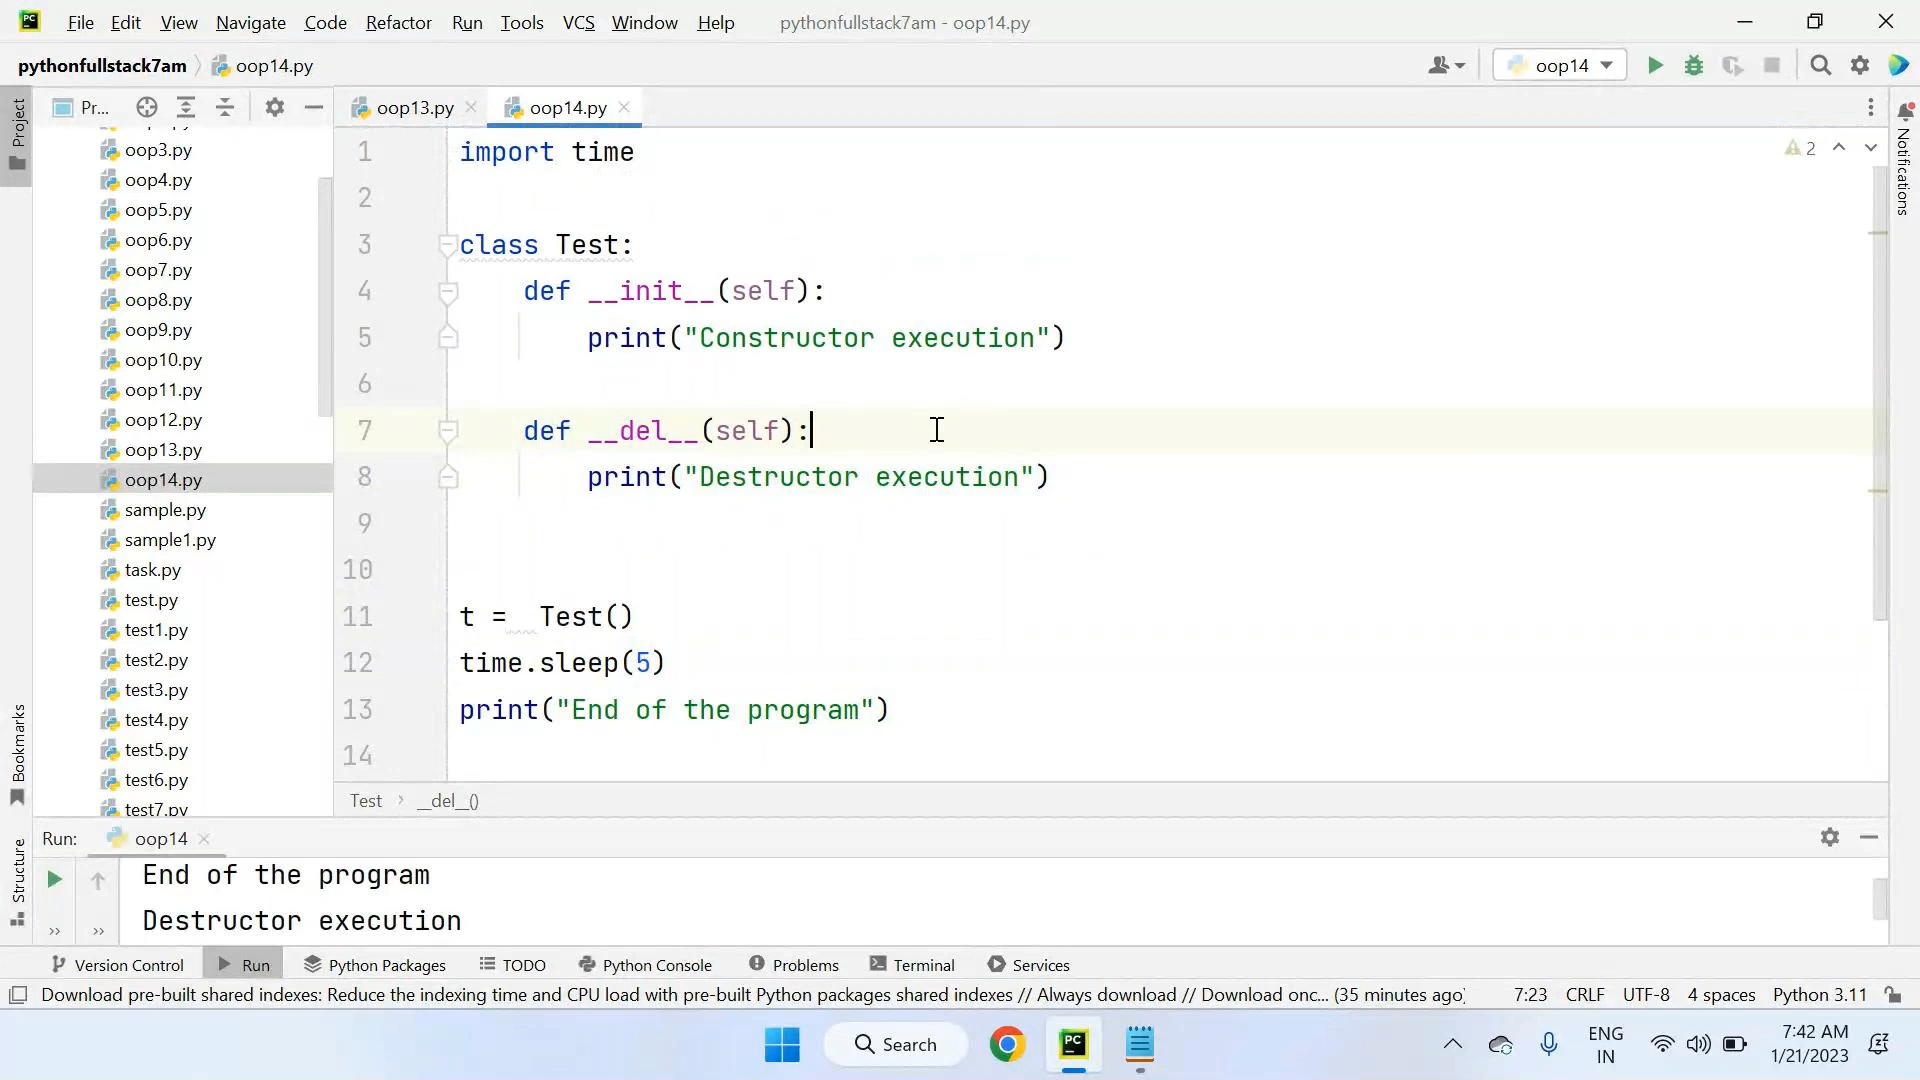 PC File Edit View Navigate Code Refactor Run Tools VCS Window Help pythonfullstack7am - oop14.py
pythonfullstack7am oop14.py oop14
Project
Pr...
oop13.py oop14.py
Notifications
oop3.py
oop4.py
oop5.py
oop6.py
oop7.py
oop8.py
oop9.py
oop10.py
oop11.py
oop12.py
oop13.py
oop14.py
sample.py
sample1.py
task.py
test.py
test1.py
test2.py
test3.py
test4.py
test5.py
test6.py
test7.py
1 import time
2
3 class Test:
4 def __init__(self):
5 print("Constructor execution")
6
7 def __del__(self):
8 print("Destructor execution")
9
10
11 t = Test()
12 time.sleep(5)
13 print("End of the program")
14
2
Test __del__()
Bookmarks
Structure
Run: oop14
End of the program
Destructor execution
Version Control Run Python Packages TODO Python Console Problems Terminal Services
Download pre-built shared indexes: Reduce the indexing time and CPU load with pre-built Python packages shared indexes // Always download // Download onc... (35 minutes ago) 7:23 CRLF UTF-8 4 spaces Python 3.11
Search
PC
ENG
IN
7:42 AM
1/21/2023